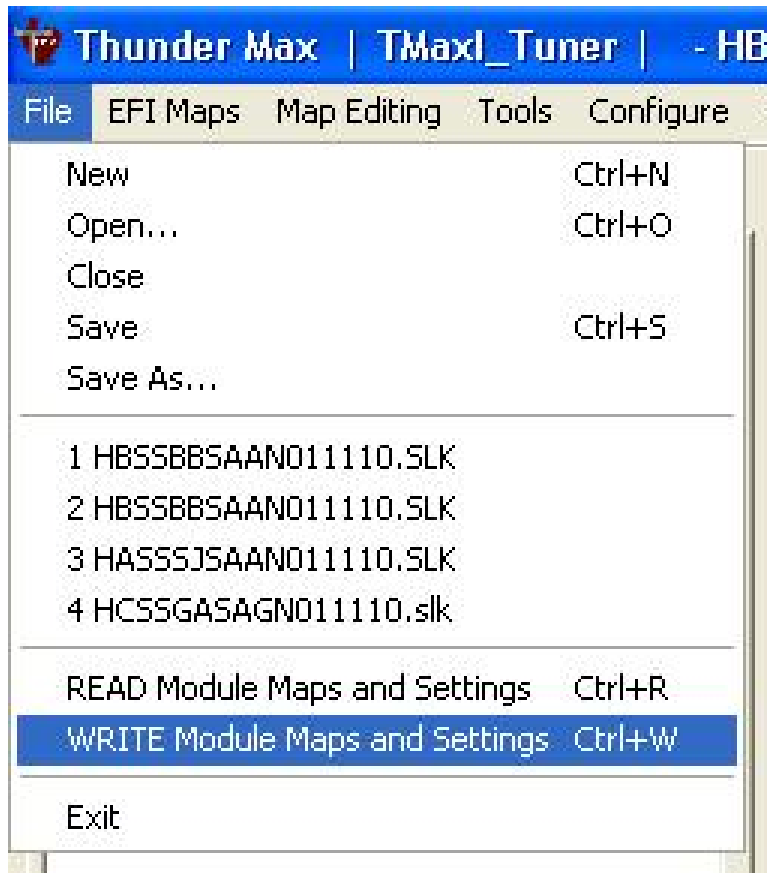 Thunder Max | TMaxI_Tuner | - HB
File EFI Maps Map Editing Tools Configure
New Ctrl+N
Open... Ctrl+O
Close
Save Ctrl+S
Save As...
1 HBSSBBSAAN011110.SLK
2 HBSSBBSAAN011110.SLK
3 HASSSJSAAN011110.SLK
4 HCSSGASAGN011110.slk
READ Module Maps and Settings Ctrl+R
WRITE Module Maps and Settings Ctrl+W
Exit